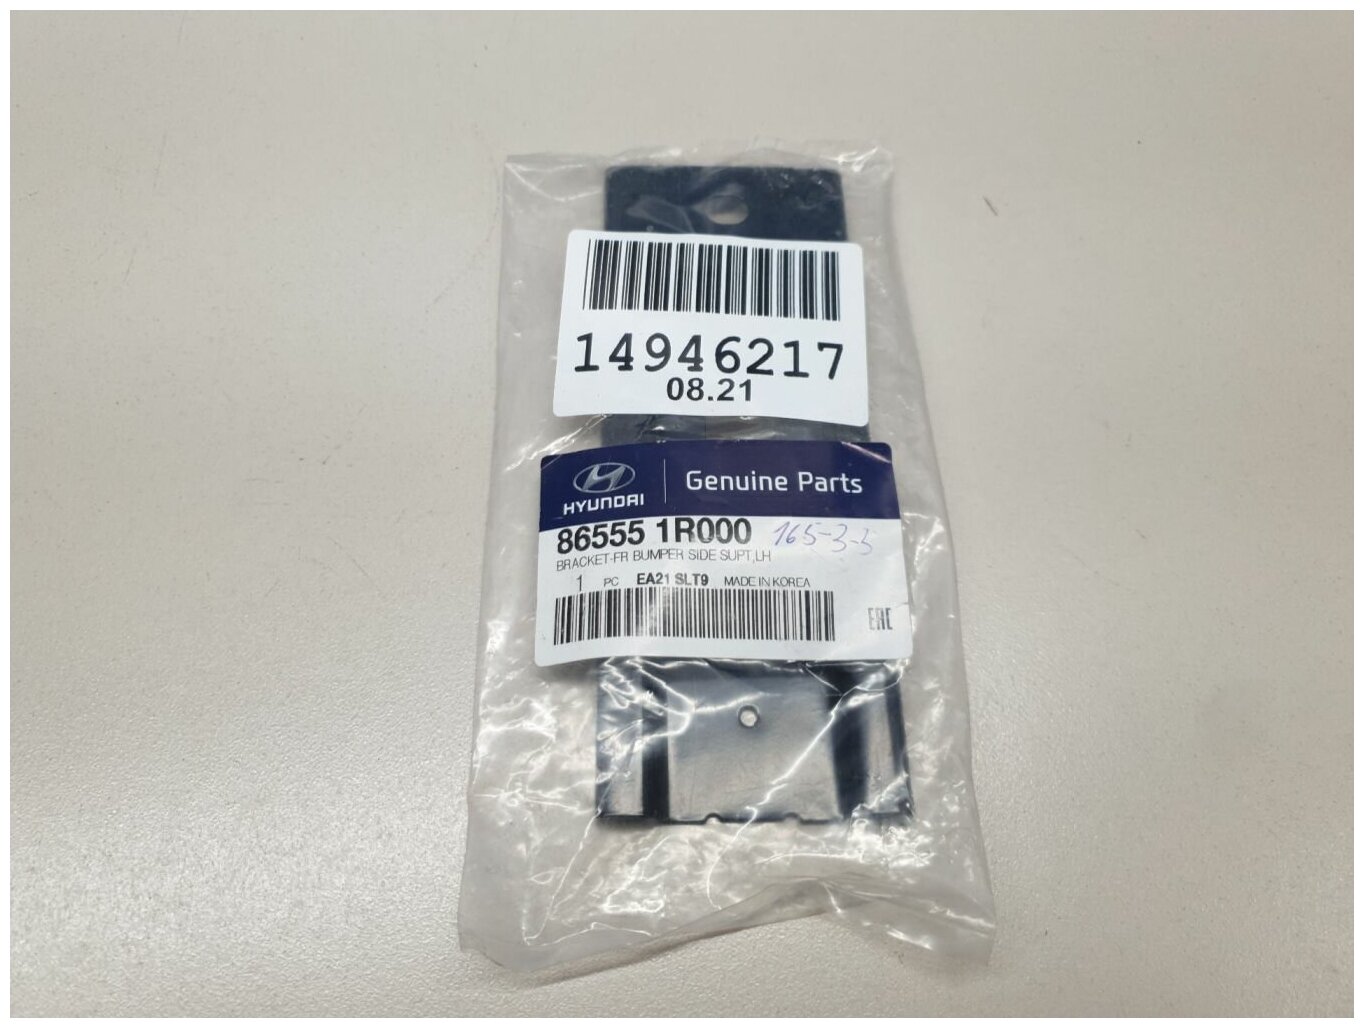 14946217
08.21
HYUNDAI
Genuine Parts
86555 1R000 165-3-5
BRACKET-FR BUMPER SIDE SUPT,LH
1 PC EA21 SLT9 MADE IN KOREA
EAC